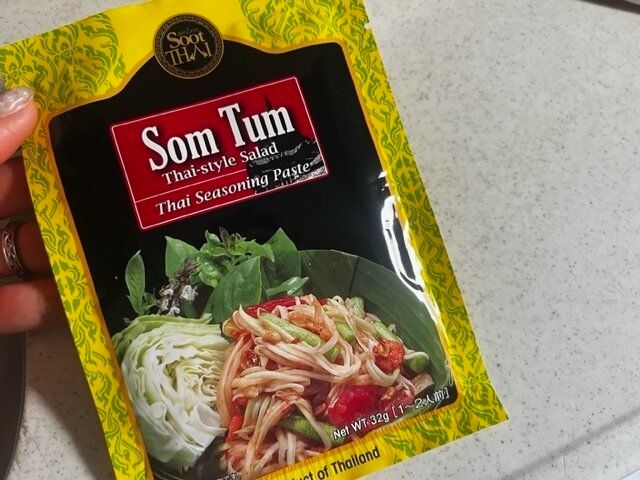 Soot
THAI
Som Tum
Thai-style Salad
Thai Seasoning Paste
Net WT 32g [1～2人前]
Product of Thailand